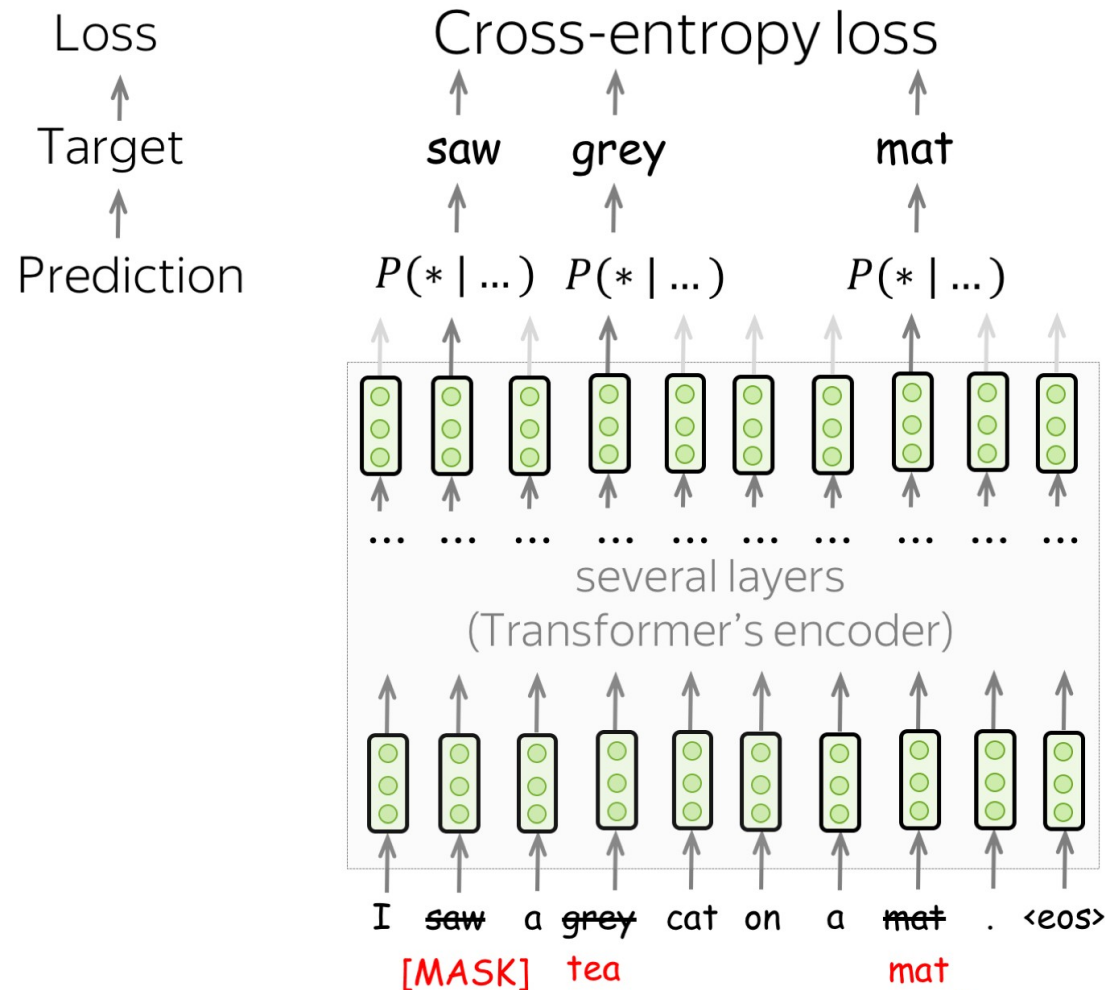 Loss Cross-entropy loss
Target saw grey mat
Prediction P(* | ...) P(* | ...) P(* | ...)
... ... ... ... ... ... ... ... ... ...
several layers
(Transformer's encoder)
I saw a grey cat on a mat . <eos>
[MASK] tea mat